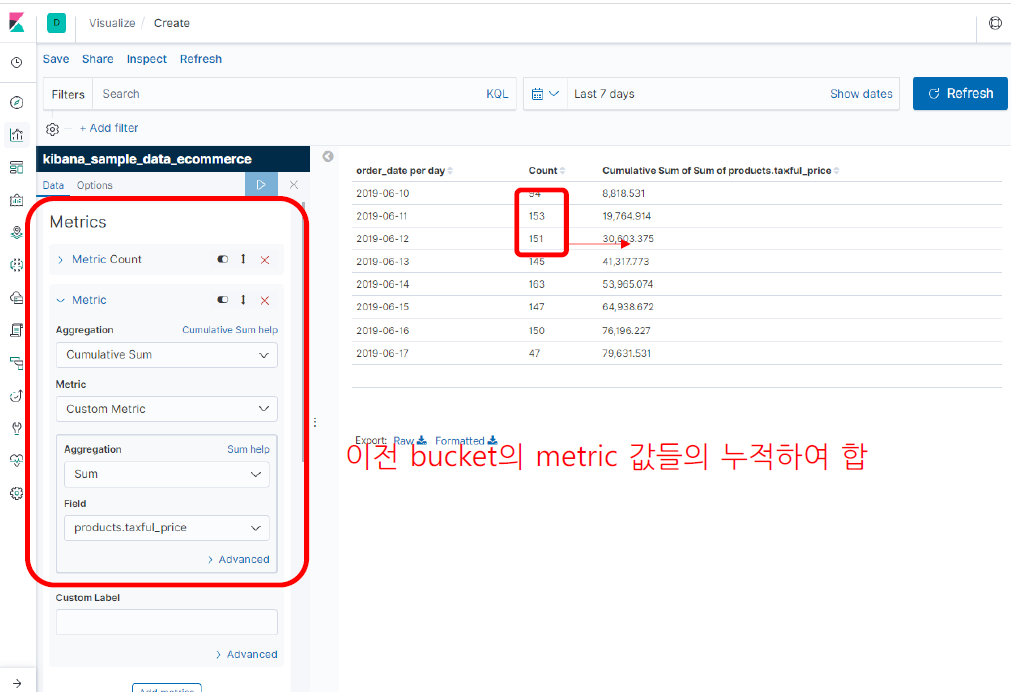 D Visualize / Create
Save Share Inspect Refresh
Filters Search KQL Last 7 days Show dates Refresh
+ Add filter
kibana_sample_data_ecommerce
Data Options
Metrics
Metric Count
Metric
Aggregation Cumulative Sum help
Cumulative Sum
Metric
Custom Metric
Aggregation Sum help
Sum
Field
products.taxful_price
Advanced
Custom Label
Advanced
Add metrics
order_date per day Count Cumulative Sum of Sum of products.taxful_price
2019-06-10 94 8,818.531
2019-06-11 153 19,764.914
2019-06-12 151 30,603.375
2019-06-13 145 41,317.773
2019-06-14 163 53,965.074
2019-06-15 147 64,938.672
2019-06-16 150 76,196.227
2019-06-17 47 79,631.531
Export: Raw Formatted
이전 bucket의 metric 값들의 누적하여 합